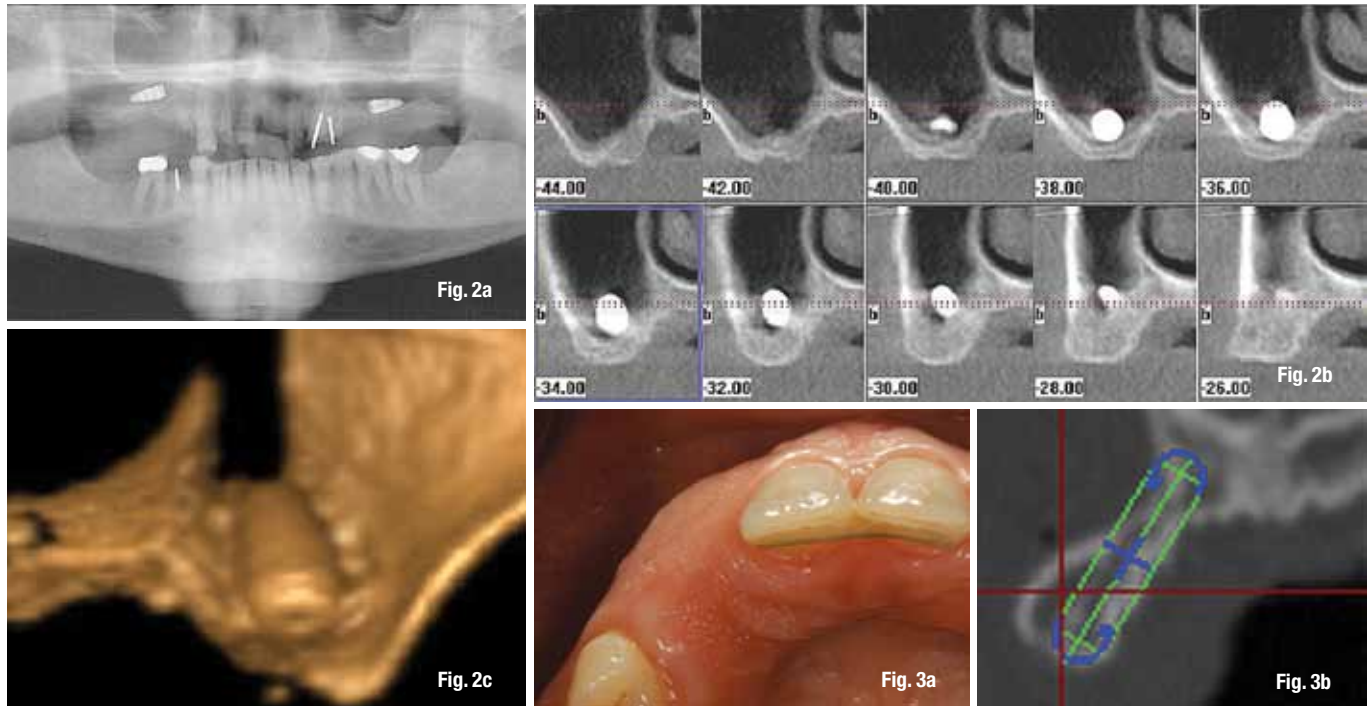 Fig. 2a
b
b
b
b
b
-44.00
-42.00
-40.00
-38.00
-36.00
b
b
b
b
b
-34.00
-32.00
-30.00
-28.00
-26.00
Fig. 2b
Fig. 2c
Fig. 3a
Fig. 3b